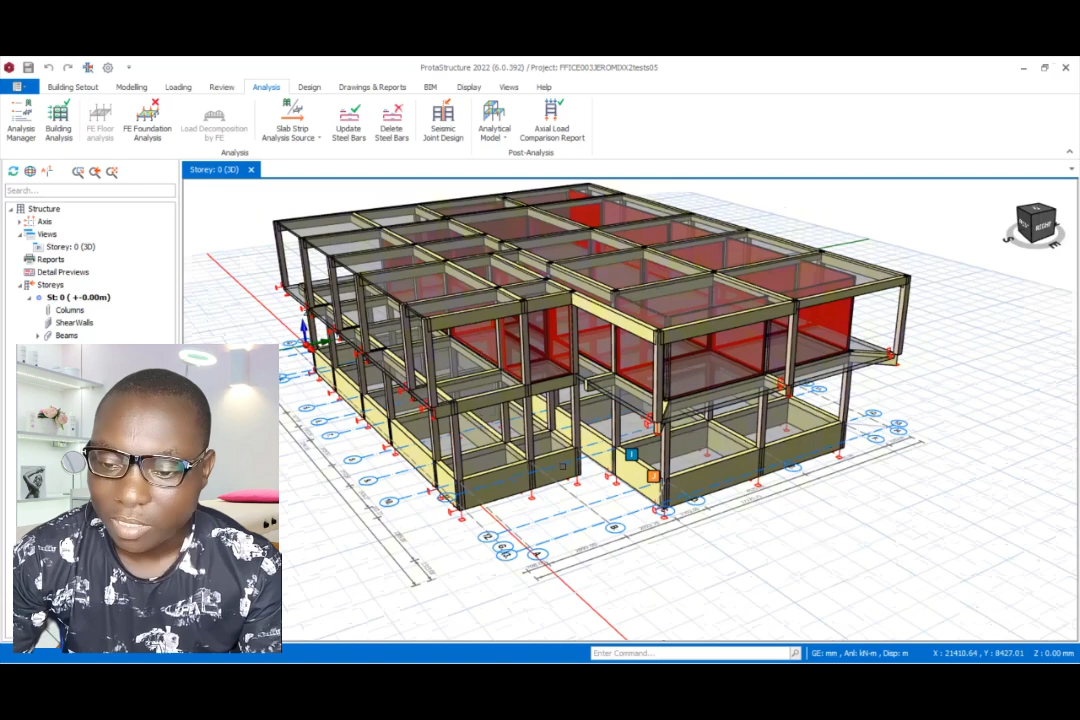 ProtaStructure 2022 (6.0.392) / Project: FFICE003JEROMIXX2tests05
Building Setout Modelling Loading Review Analysis Design Drawings & Reports BIM Display Views Help
Analysis Manager
Building Analysis
FE Floor analysis
FE Foundation Analysis
Load Decomposition by FE
Slab Strip Analysis Source
Update Steel Bars
Delete Steel Bars
Seismic Joint Design
Analytical Model
Axial Load Comparison Report
Analysis
Post-Analysis
Storey: 0 (3D)
Search...
Structure
Axis
Views
Storey: 0 (3D)
Reports
Detail Previews
Storeys
St: 0 ( +-0.00m)
Columns
ShearWalls
Beams
RIGHT
S
E
B
A
Enter Command...
GE: mm , Anl: kN-m , Disp: m
X : 21410.64 , Y : 8427.01 Z : 0.00 mm